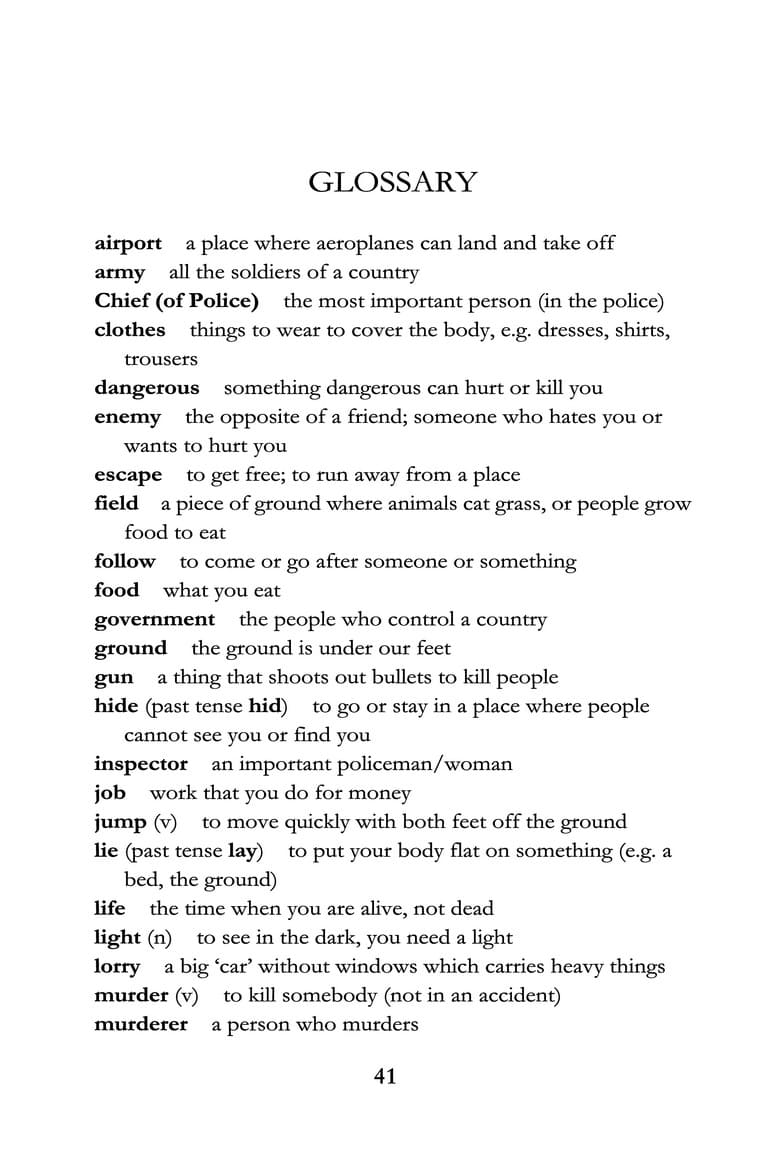 GLOSSARY
airport a place where aeroplanes can land and take off
army all the soldiers of a country
Chief (of Police) the most important person (in the police)
clothes things to wear to cover the body, e.g. dresses, shirts,
trousers
dangerous something dangerous can hurt or kill you
enemy the opposite of a friend; someone who hates you or
wants to hurt you
escape to get free; to run away from a place
field a piece of ground where animals cat grass, or people grow
food to eat
follow to come or go after someone or something
food what you eat
government the people who control a country
ground the ground is under our feet
gun a thing that shoots out bullets to kill people
hide (past tense hid) to go or stay in a place where people
cannot see you or find you
inspector an important policeman/woman
job work that you do for money
jump (v) to move quickly with both feet off the ground
lie (past tense lay) to put your body flat on something (e.g. a
bed, the ground)
life the time when you are alive, not dead
light (n) to see in the dark, you need a light
lorry a big ‘car’ without windows which carries heavy things
murder (v) to kill somebody (not in an accident)
murderer a person who murders
41